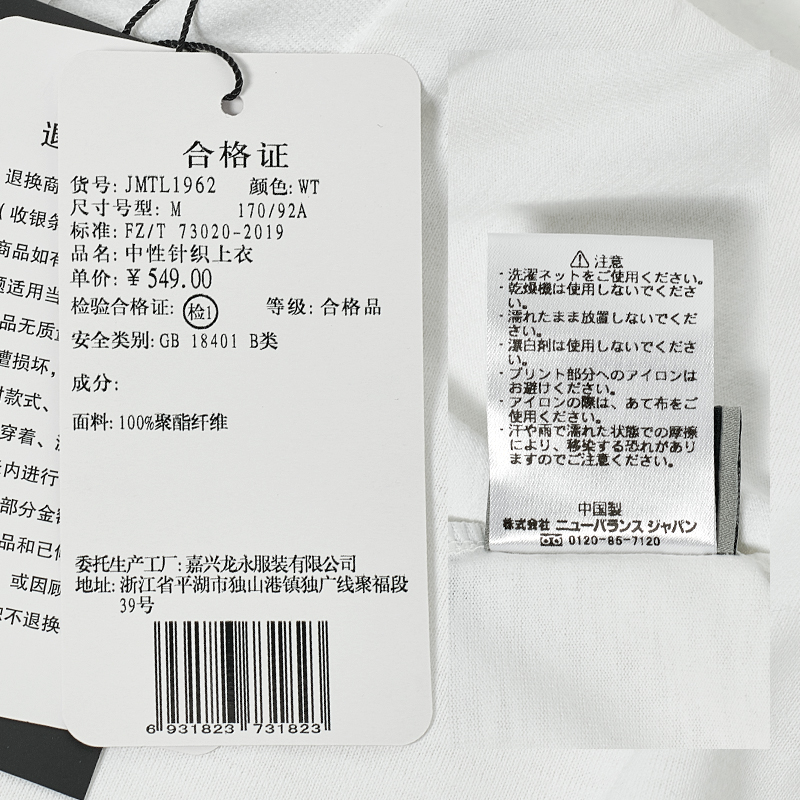 合格证
货号: JMTL1962 颜色: WT
尺寸号型: M 170/92A
标准: FZ/T 73020-2019
品名: 中性针织上衣
单价: ¥ 549.00
检验合格证: 检1 等级: 合格品
安全类别: GB 18401 B类
成分:
面料: 100%聚酯纤维
委托生产工厂: 嘉兴龙永服装有限公司
地址: 浙江省平湖市独山港镇独广线聚福段
39号
6 931823 731823
退换商
(收银条
商品如有
题适用当
品无质
遭损坏,
付款式、
穿着、
内进行
部分金额
品和已
或因顾
不退换
注意
・洗濯ネットをご使用ください。
・乾燥機は使用しないでくださ
い。
・濡れたまま放置しないでくだ
さい。
・漂白剤は使用しないでくださ
い。
・プリント部分へのアイロンは
お避けください。
・アイロンの際は、あて布をご
使用ください。
・汗や雨で濡れた状態での摩擦
により、移染する恐れがあり
ますのでご注意ください。
中国製
株式会社 ニューバランス ジャパン
0120-85-7120